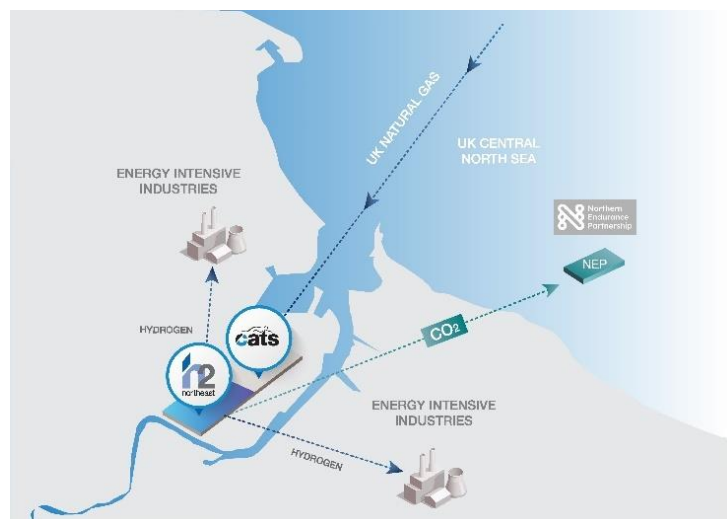 UK NATURAL GAS
UK CENTRAL
NORTH SEA
ENERGY INTENSIVE
INDUSTRIES
Northern
Endurance
Partnership
NEP
CO2
HYDROGEN
cats
h2
northeast
ENERGY INTENSIVE
INDUSTRIES
HYDROGEN